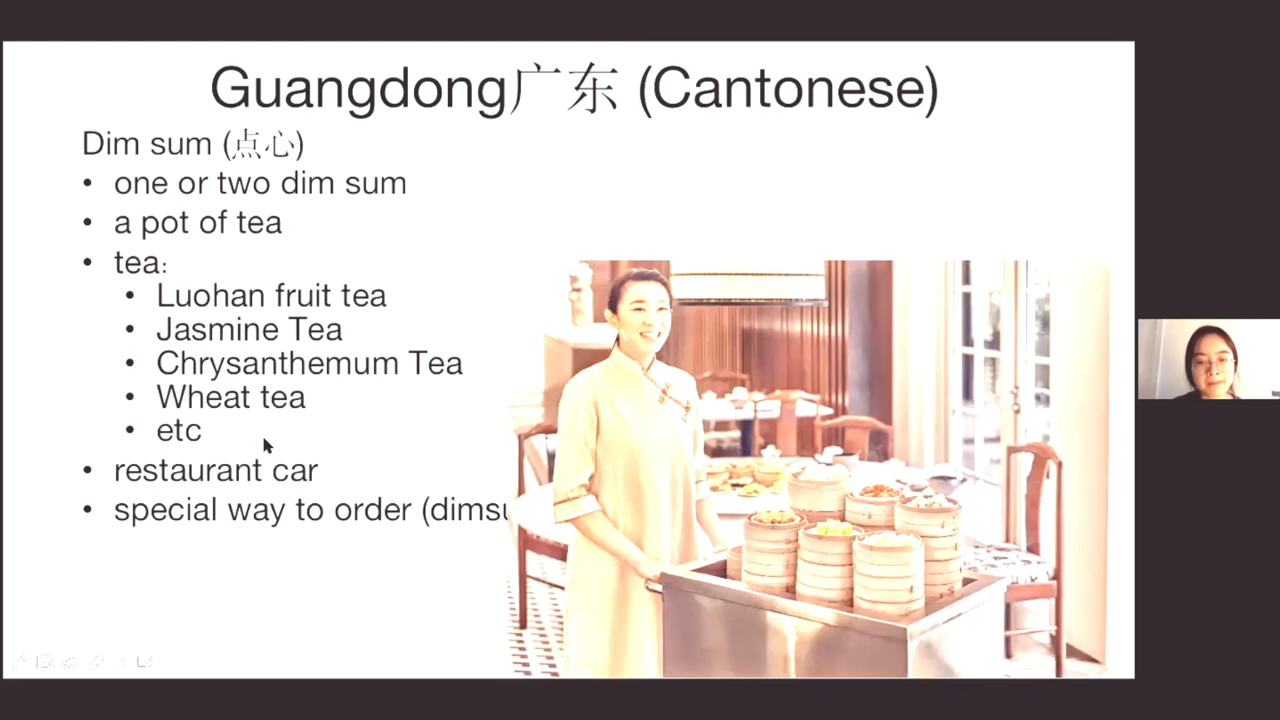 Guangdong广东 (Cantonese)
Dim sum (点心)
• one or two dim sum
• a pot of tea
• tea:
• Luohan fruit tea
• Jasmine Tea
• Chrysanthemum Tea
• Wheat tea
• etc
• restaurant car
• special way to order